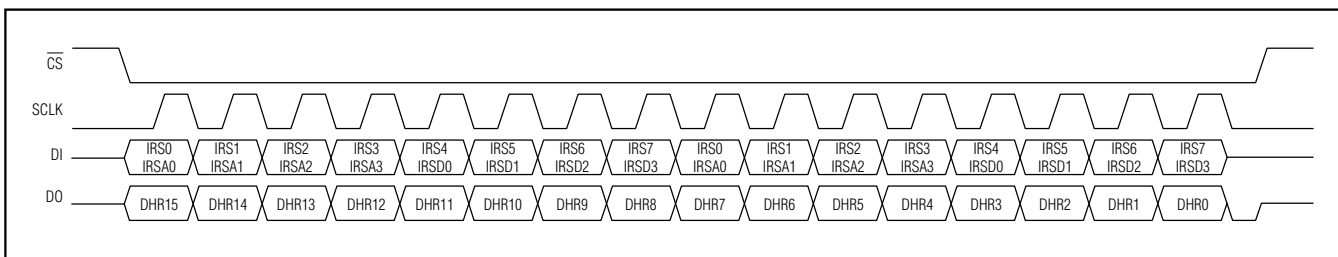 CS
SCLK
DI
IRS0 IRS1 IRS2 IRS3 IRS4 IRS5 IRS6 IRS7 IRS0 IRS1 IRS2 IRS3 IRS4 IRS5 IRS6 IRS7
IRSA0 IRSA1 IRSA2 IRSA3 IRSD0 IRSD1 IRSD2 IRSD3 IRSA0 IRSA1 IRSA2 IRSA3 IRSD0 IRSD1 IRSD2 IRSD3
DO
DHR15 DHR14 DHR13 DHR12 DHR11 DHR10 DHR9 DHR8 DHR7 DHR6 DHR5 DHR4 DHR3 DHR2 DHR1 DHR0